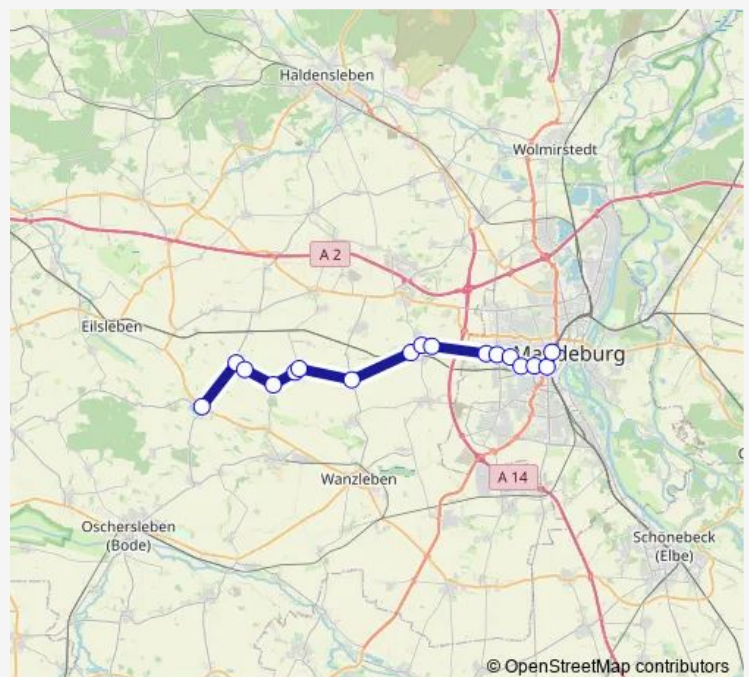 Haldensleben
Wolmirstedt
A 2
Eilsleben
Magdeburg
Wanzleben
A 14
Oschersleben
(Bode)
Schönebeck
(Elbe)
© OpenStreetMap contributors